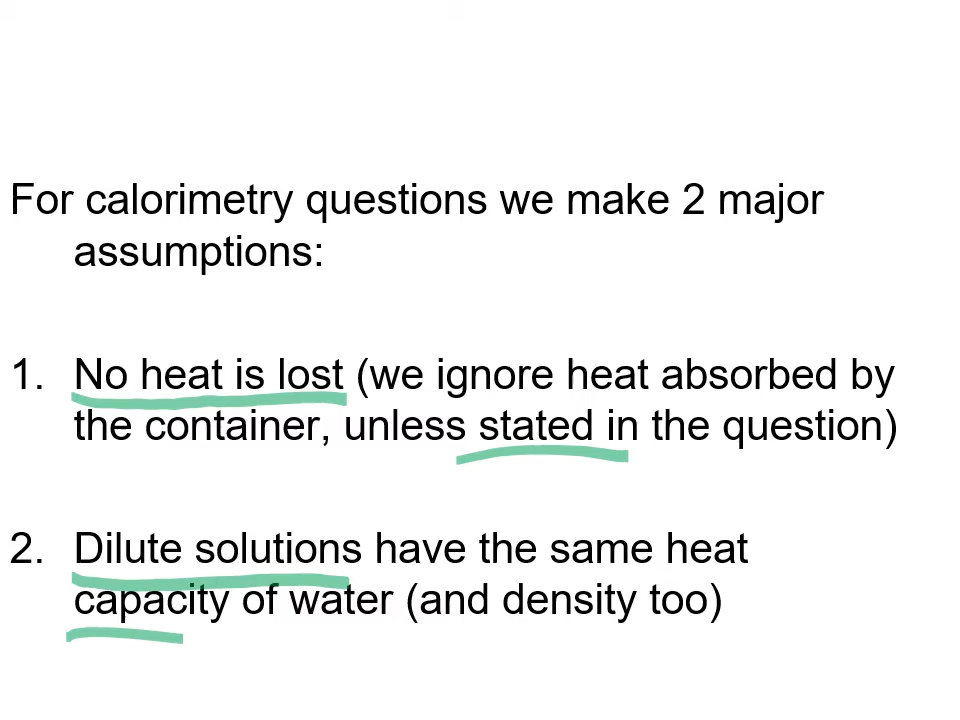 For calorimetry questions we make 2 major
assumptions:
1. No heat is lost (we ignore heat absorbed by
the container, unless stated in the question)
2. Dilute solutions have the same heat
capacity of water (and density too)